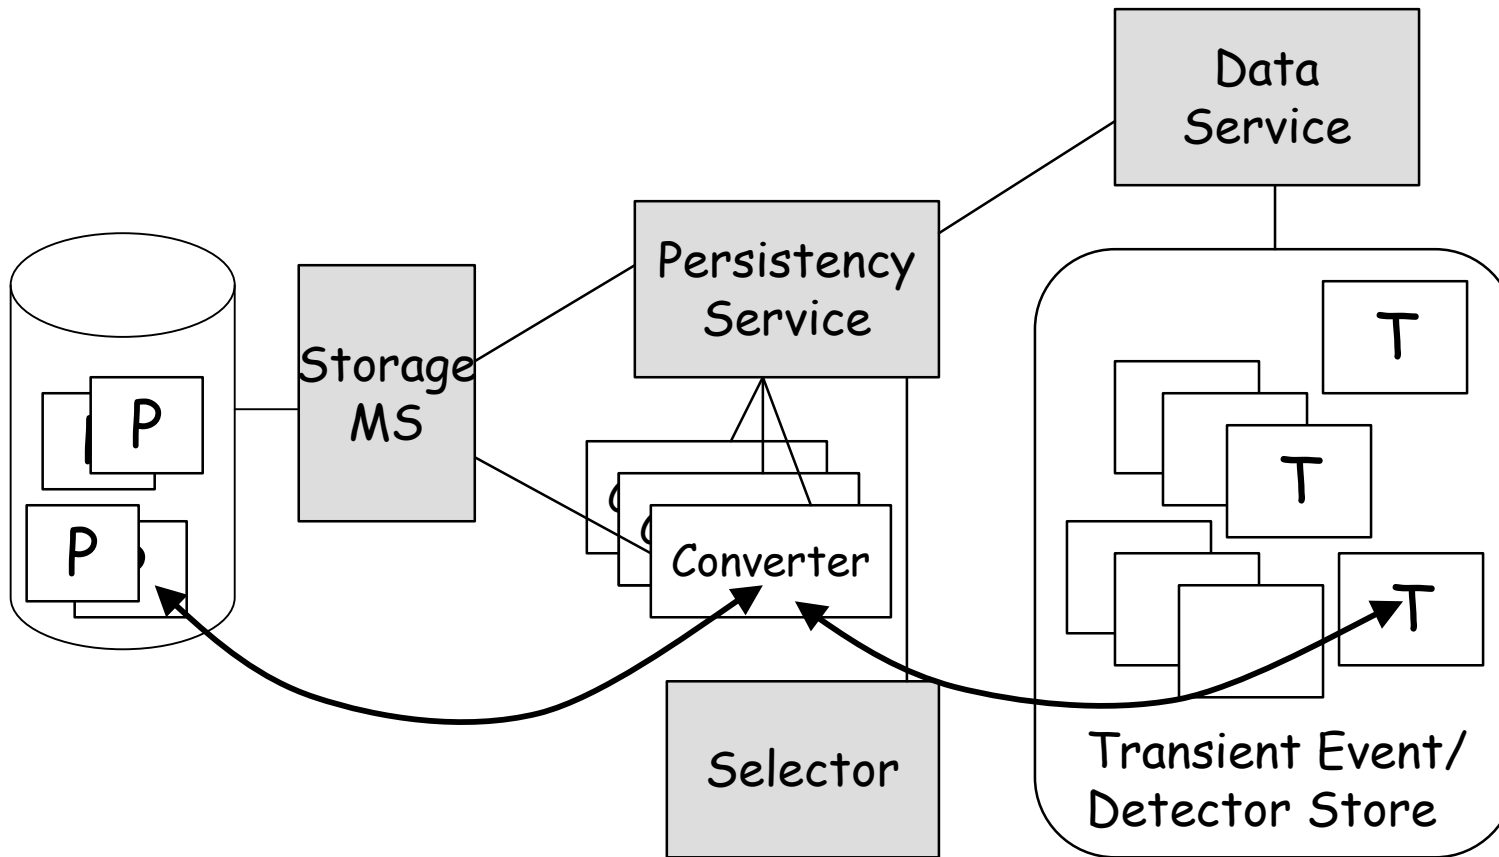 Data
Service
Persistency
Service
Storage
MS
T
P
P
T
Converter
T
Transient Event/
Detector Store
Selector